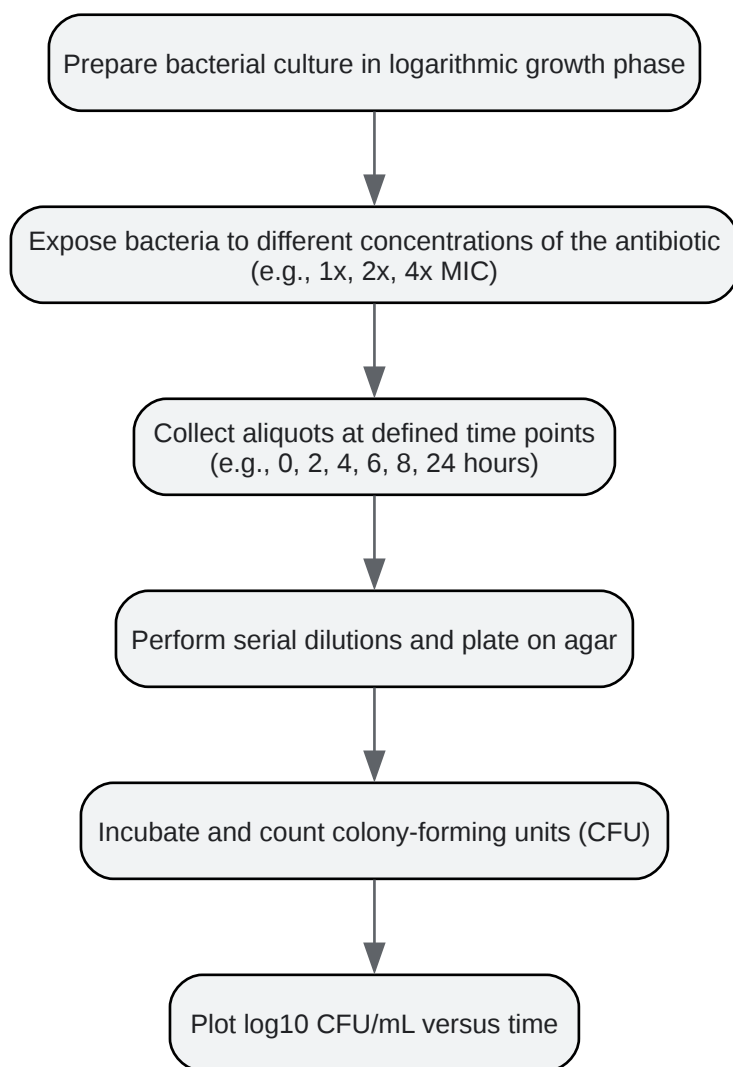 Prepare bacterial culture in logarithmic growth phase
Expose bacteria to different concentrations of the antibiotic
(e.g., 1x, 2x, 4x MIC)
Collect aliquots at defined time points
(e.g., 0, 2, 4, 6, 8, 24 hours)
Perform serial dilutions and plate on agar
Incubate and count colony-forming units (CFU)
Plot log10 CFU/mL versus time